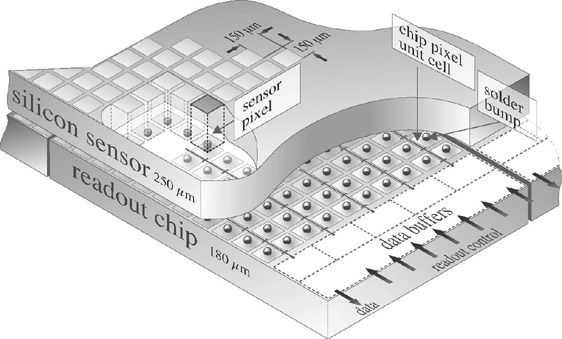 150 µm
150 µm
chip pixel
unit cell
solder
bump
sensor
pixel
silicon sensor 250 µm
readout chip 180 µm
data buffers
readout control
data